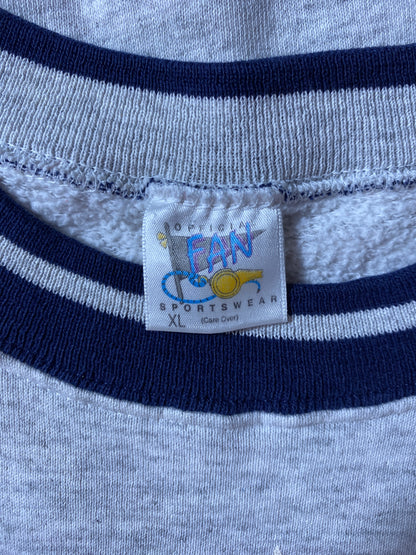 OFFICIAL
FAN
SPORTSWEAR
XL
(Care Over)